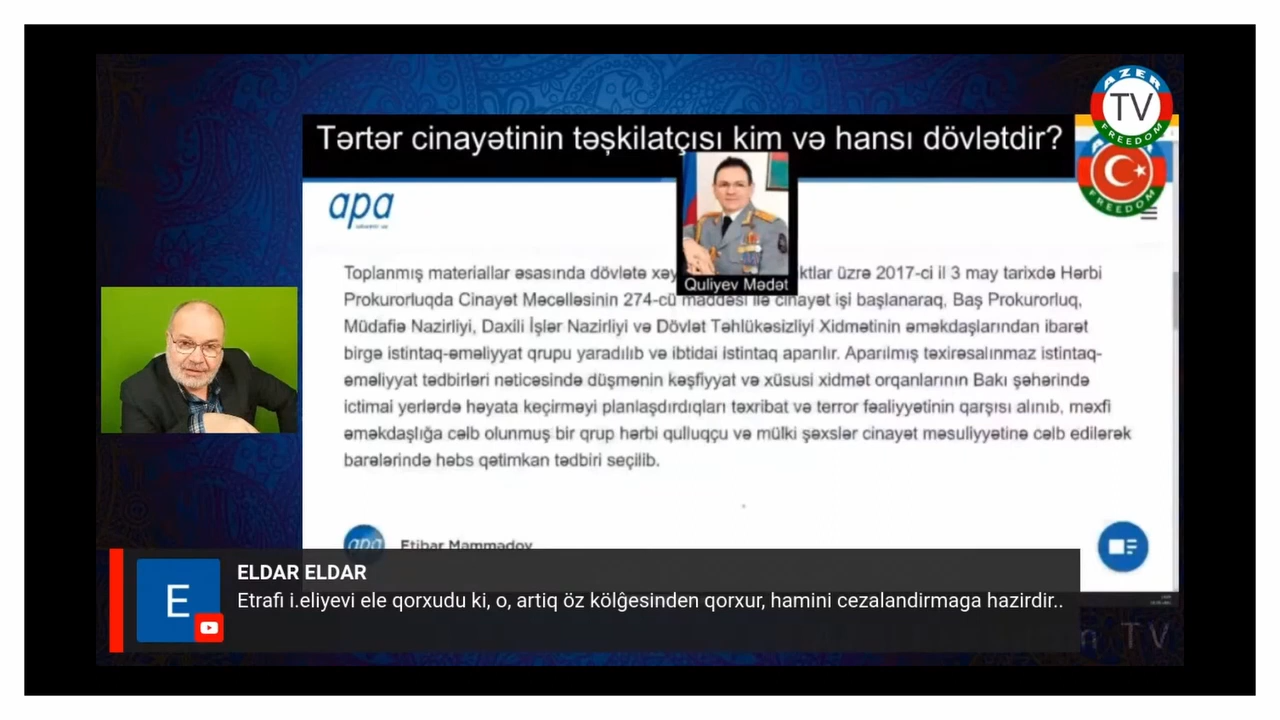 AZER
TV
FREEDOM
Tərtər cinayətinin təşkilatçısı kim və hansı dövlətdir?
FREEDOM
apa
Toplanmış materiallar əsasında dövlətə xəy ktlar üzrə 2017-ci il 3 may tarixdə Hərbi
Quliyev Mədət
Prokurorluqda Cinayət Məcəlləsinin 274-cü maddəsi ilə cinayət işi başlanaraq, Baş Prokurorluq,
Müdafiə Nazirliyi, Daxili İşlər Nazirliyi və Dövlət Təhlükəsizliyi Xidmətinin əməkdaşlarından ibarət
birgə istintaq-əməliyyat qrupu yaradılıb və ibtidai istintaq aparılır. Aparılmış təxirəsalınmaz istintaq-
əməliyyat tədbirləri nəticəsində düşmənin kəşfiyyat və xüsusi xidmət orqanlarının Bakı şəhərində
ictimai yerlərdə həyata keçirməyi planlaşdırdıqları təxribat və terror fəaliyyətinin qarşısı alınıb, məxfi
əməkdaşlığa cəlb olunmuş bir qrup hərbi qulluqçu və mülki şəxslər cinayət məsuliyyətinə cəlb edilərək
barələrində həbs qətimkan tədbiri seçilib.
apa Etibar Məmmədov
E
ELDAR ELDAR
Etrafi i.eliyevi ele qorxudu ki, o, artiq öz kölĝesinden qorxur, hamini cezalandirmaga hazirdir..
n TV